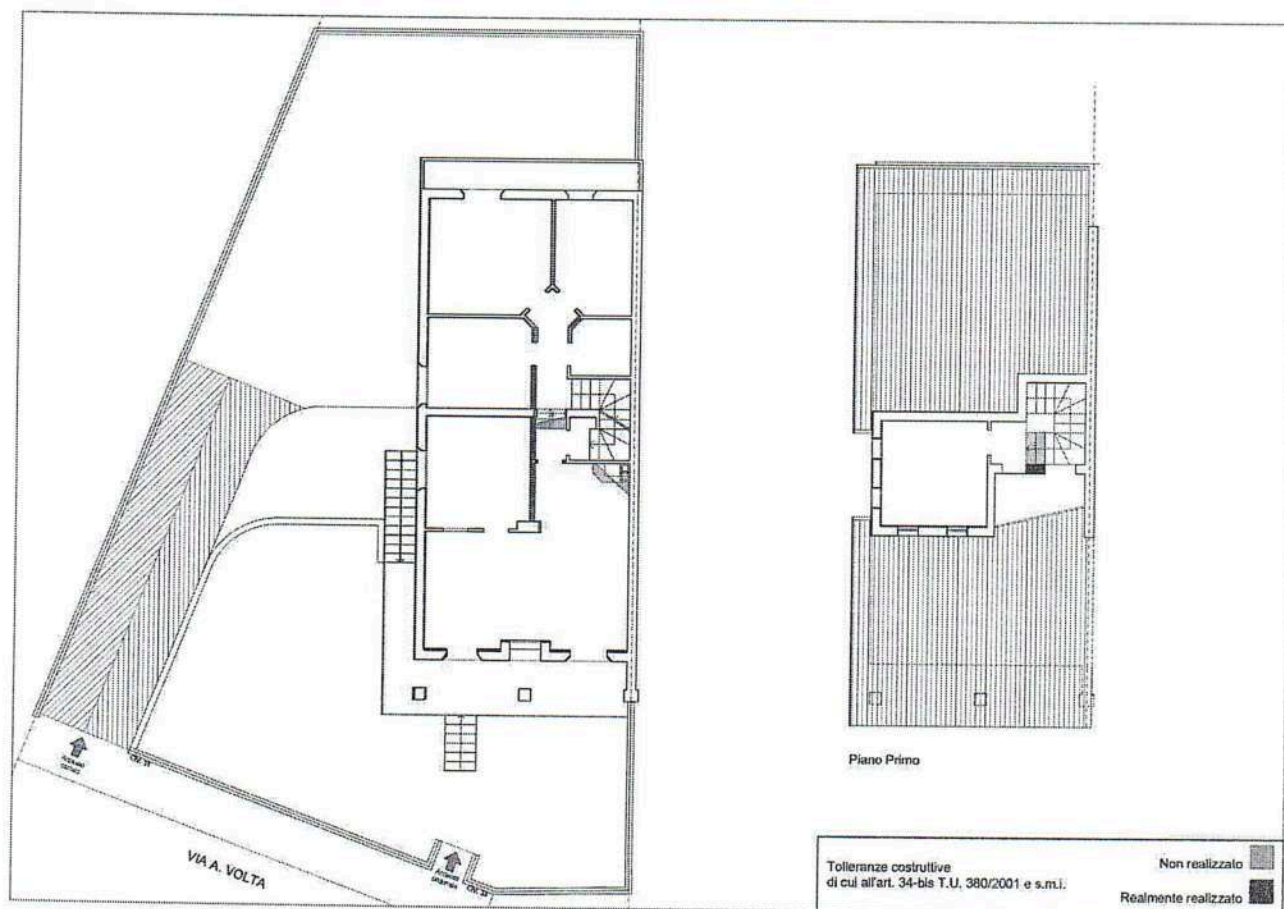 Piano Primo
VIA A. VOLTA
Tolleranze costruttive
di cui all'art. 34-bis T.U. 380/2001 e s.m.i.
Non realizzato
Realmente realizzato